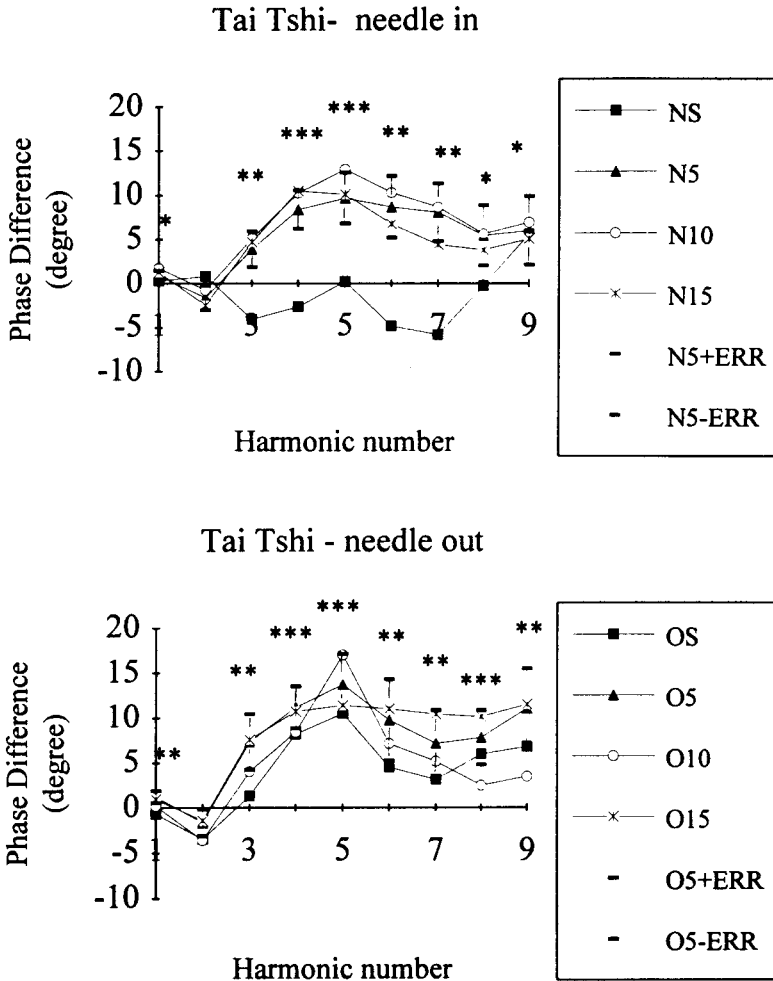 Tai Tshi- needle in
Phase Difference
(degree)
20
15
10
5
0
-5
-10
* ** *** *** ** ** * *
1 3 5 7 9
Harmonic number
NS
N5
N10
N15
N5+ERR
N5-ERR
Tai Tshi - needle out
Phase Difference
(degree)
20
15
10
5
0
-5
-10
** ** *** *** ** ** *** **
1 3 5 7 9
Harmonic number
OS
O5
O10
O15
O5+ERR
O5-ERR